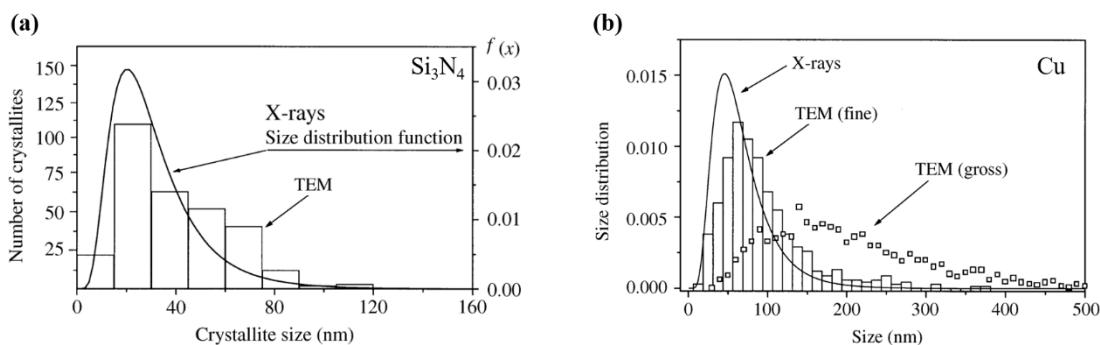 (a)
Si₃N₄
f (x)
Number of crystallites
150
125
100
75
50
25
0.03
0.02
0.01
0.00
X-rays
Size distribution function
TEM
0
40
80
120
160
Crystallite size (nm)
(b)
Cu
Size distribution
0.015
0.010
0.005
0.000
X-rays
TEM (fine)
TEM (gross)
0
100
200
300
400
500
Size (nm)